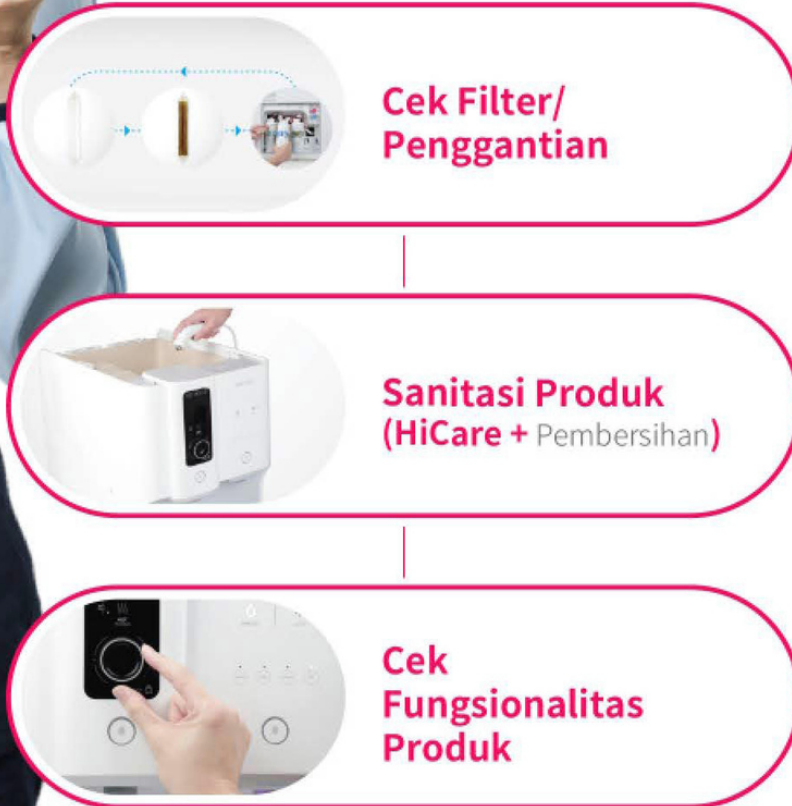 Cek Filter/
Penggantian
Sanitasi Produk
(HiCare + Pembersihan)
Cek
Fungsionalitas
Produk